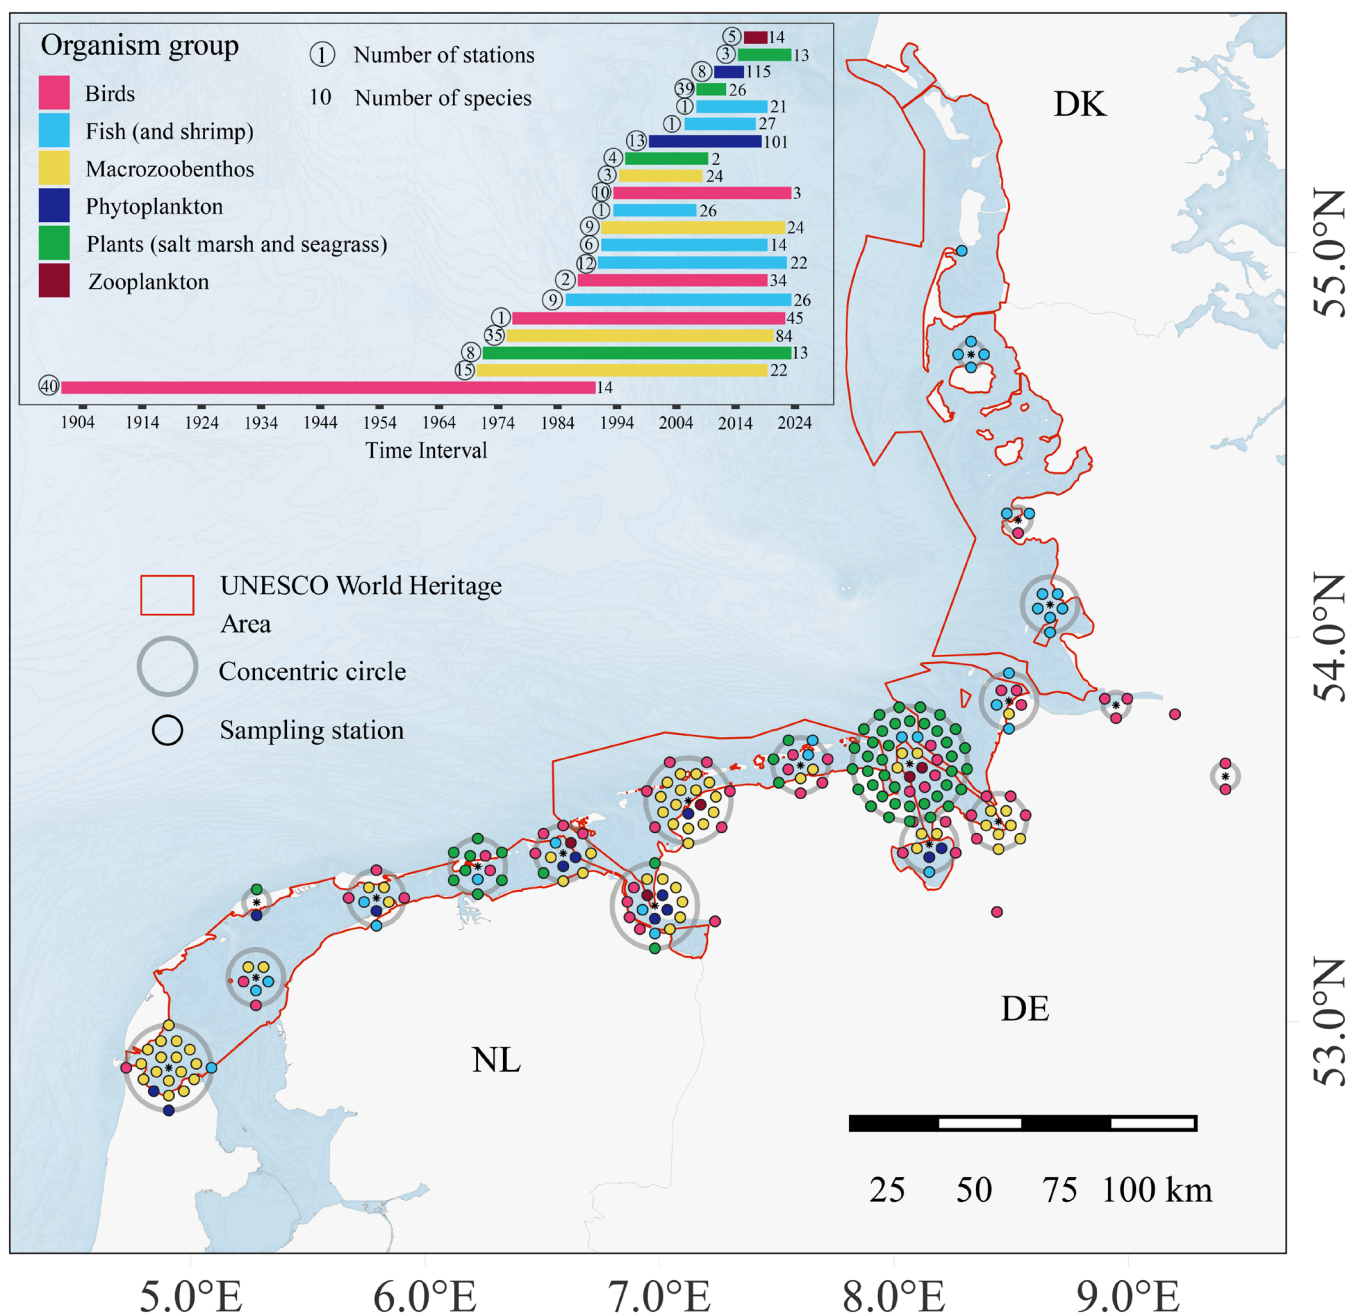 Organism group
Birds
Fish (and shrimp)
Macrozoobenthos
Phytoplankton
Plants (salt marsh and seagrass)
Zooplankton
1 Number of stations
10 Number of species
5 14
3 13
8 115
39 26
1 21
1 27
13 101
4 2
3 24
10 3
1 26
9 24
6 14
12 22
2 34
9 26
1 45
35 84
8 13
15 22
40 14
1904 1914 1924 1934 1944 1954 1964 1974 1984 1994 2004 2014 2024
Time Interval
UNESCO World Heritage
Area
Concentric circle
Sampling station
DK
NL
DE
25 50 75 100 km
55.0°N
54.0°N
53.0°N
5.0°E 6.0°E 7.0°E 8.0°E 9.0°E